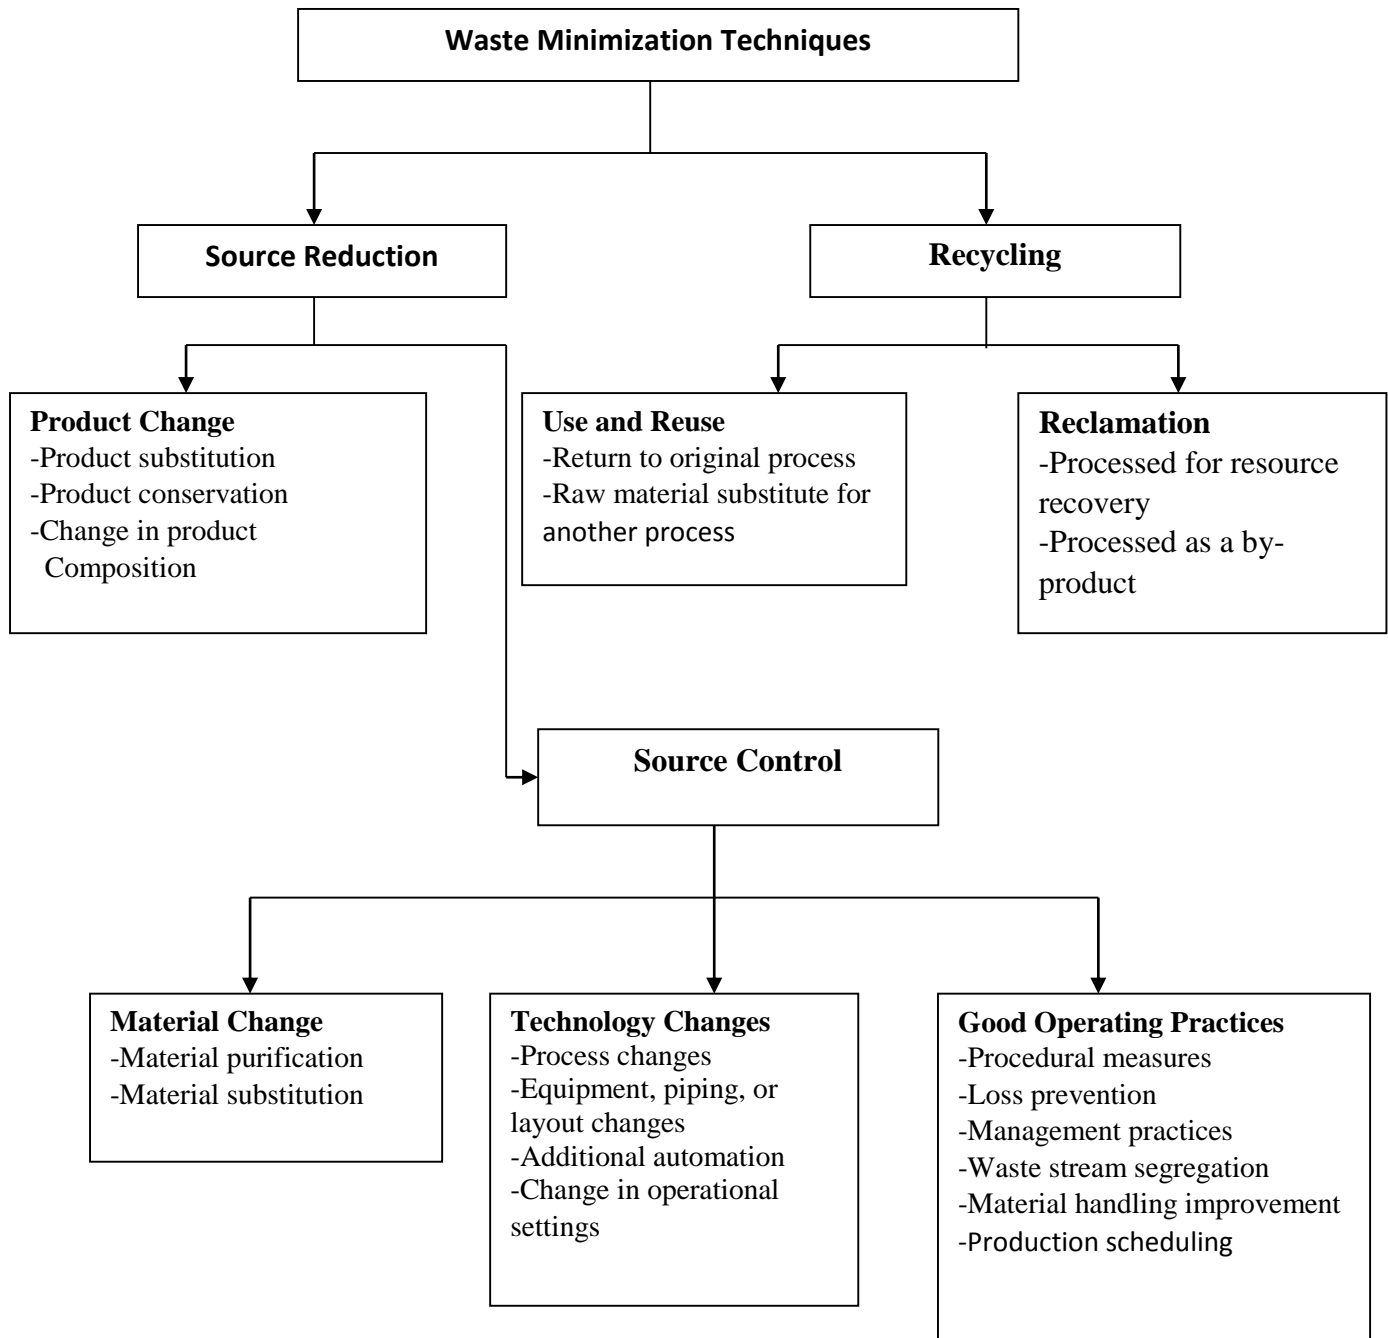 Waste Minimization Techniques
Source Reduction
Recycling
Product Change
-Product substitution
-Product conservation
-Change in product
Composition
Use and Reuse
-Return to original process
-Raw material substitute for
another process
Reclamation
-Processed for resource
recovery
-Processed as a by-
product
Source Control
Material Change
-Material purification
-Material substitution
Technology Changes
-Process changes
-Equipment, piping, or
layout changes
-Additional automation
-Change in operational
settings
Good Operating Practices
-Procedural measures
-Loss prevention
-Management practices
-Waste stream segregation
-Material handling improvement
-Production scheduling